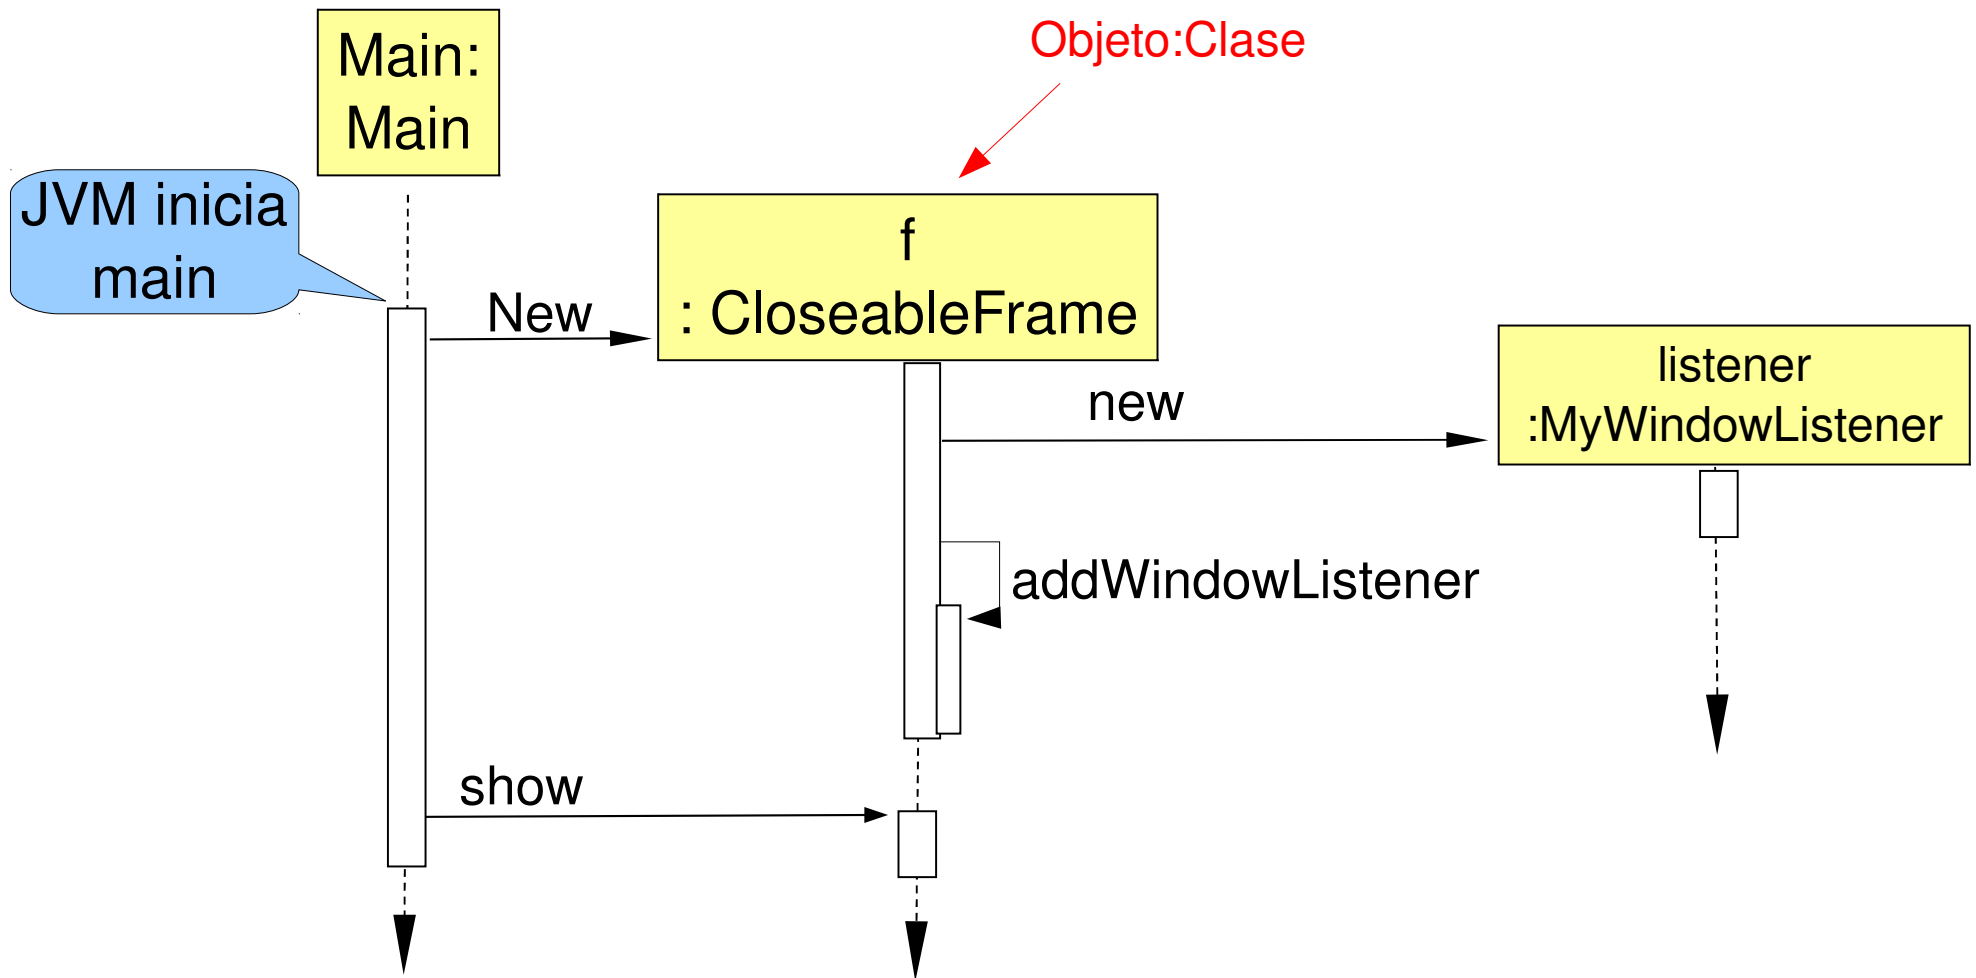 Main:
Main
Objeto:Clase
JVM inicia
main
f
: CloseableFrame
New
listener
:MyWindowListener
new
addWindowListener
show